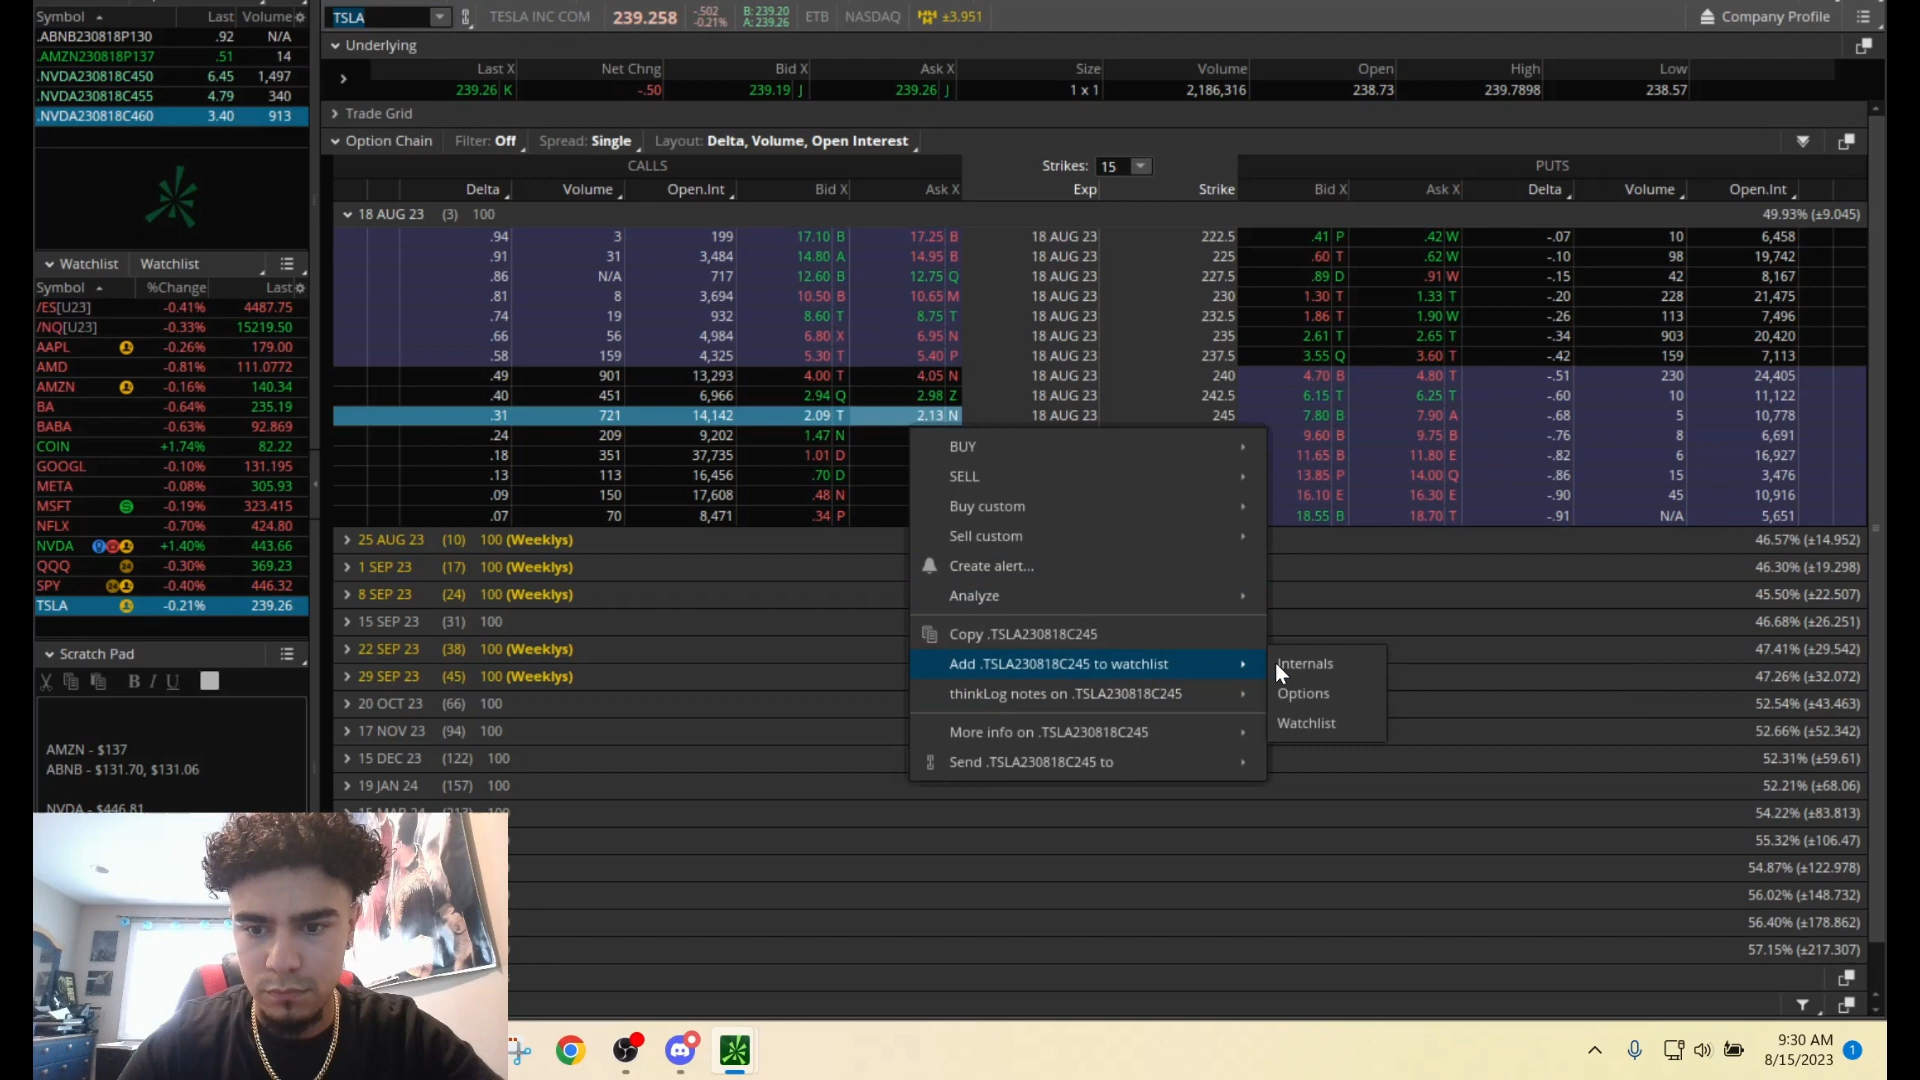 Symbol Last Volume
.ABNB230818P130 .92 N/A
.AMZN230818P137 .51 14
.NVDA230818C450 6.45 1,497
.NVDA230818C455 4.79 340
.NVDA230818C460 3.40 913
Watchlist Watchlist
Symbol %Change Last
/ES[U23] -0.41% 4487.75
/NQ[U23] -0.33% 15219.50
AAPL -0.26% 179.00
AMD -0.81% 111.0772
AMZN -0.16% 140.34
BA -0.64% 235.19
BABA -0.63% 92.869
COIN +1.74% 82.22
GOOGL -0.10% 131.195
META -0.08% 305.93
MSFT -0.19% 323.415
NFLX -0.70% 424.80
NVDA +1.40% 443.66
QQQ -0.30% 369.23
SPY -0.40% 446.32
TSLA -0.21% 239.26
Scratch Pad
B I U
AMZN - $137
ABNB - $131.70, $131.06
NVDA - $446.81
TSLA TESLA INC COM 239.258 -.502 -0.21% B: 239.20 A: 239.26 ETB NASDAQ ±3.951 Company Profile
Underlying
Last X Net Chng Bid X Ask X Size Volume Open High Low
239.26 K -.50 239.19 J 239.26 J 1 x 1 2,186,316 238.73 239.7898 238.57
Trade Grid
Option Chain Filter: Off Spread: Single Layout: Delta, Volume, Open Interest
CALLS Strikes: 15 PUTS
Delta Volume Open.Int Bid X Ask X Exp Strike Bid X Ask X Delta Volume Open.Int
18 AUG 23 (3) 100 49.93% (±9.045)
.94 3 199 17.10 B 17.25 B 18 AUG 23 222.5 .41 P .42 W -.07 10 6,458
.91 31 3,484 14.80 A 14.95 B 18 AUG 23 225 .60 T .62 W -.10 98 19,742
.86 N/A 717 12.60 B 12.75 Q 18 AUG 23 227.5 .89 D .91 W -.15 42 8,167
.81 8 3,694 10.50 B 10.65 M 18 AUG 23 230 1.30 T 1.33 T -.20 228 21,475
.74 19 932 8.60 T 8.75 T 18 AUG 23 232.5 1.86 T 1.90 W -.26 113 7,496
.66 56 4,984 6.80 X 6.95 N 18 AUG 23 235 2.61 T 2.65 T -.34 903 20,420
.58 159 4,325 5.30 T 5.40 P 18 AUG 23 237.5 3.55 Q 3.60 T -.42 159 7,113
.49 901 13,293 4.00 T 4.05 N 18 AUG 23 240 4.70 B 4.80 T -.51 230 24,405
.40 451 6,966 2.94 Q 2.98 Z 18 AUG 23 242.5 6.15 T 6.25 T -.60 10 11,122
.31 721 14,142 2.09 T 2.13 N 18 AUG 23 245 7.80 B 7.90 A -.68 5 10,778
.24 209 9,202 1.47 N 9.60 B 9.75 B -.76 8 6,691
.18 351 37,735 1.01 D 11.65 B 11.80 E -.82 6 16,927
.13 113 16,456 .70 D 13.85 P 14.00 Q -.86 15 3,476
.09 150 17,608 .48 N 16.10 E 16.30 E -.90 45 10,916
.07 70 8,471 .34 P 18.55 B 18.70 T -.91 N/A 5,651
25 AUG 23 (10) 100 (Weeklys) 46.57% (±14.952)
1 SEP 23 (17) 100 (Weeklys) 46.30% (±19.298)
8 SEP 23 (24) 100 (Weeklys) 45.50% (±22.507)
15 SEP 23 (31) 100 46.68% (±26.251)
22 SEP 23 (38) 100 (Weeklys) 47.41% (±29.542)
29 SEP 23 (45) 100 (Weeklys) 47.26% (±32.072)
20 OCT 23 (66) 100 52.54% (±43.463)
17 NOV 23 (94) 100 52.66% (±52.342)
15 DEC 23 (122) 100 52.31% (±59.61)
19 JAN 24 (157) 100 52.21% (±68.06)
15 MAR 24 (213) 100 54.22% (±83.813)
55.32% (±106.47)
54.87% (±122.978)
56.02% (±148.732)
56.40% (±178.862)
57.15% (±217.307)
BUY
SELL
Buy custom
Sell custom
Create alert...
Analyze
Copy .TSLA230818C245
Add .TSLA230818C245 to watchlist
thinkLog notes on .TSLA230818C245
More info on .TSLA230818C245
Send .TSLA230818C245 to
Internals
Options
Watchlist
9:30 AM
8/15/2023 1